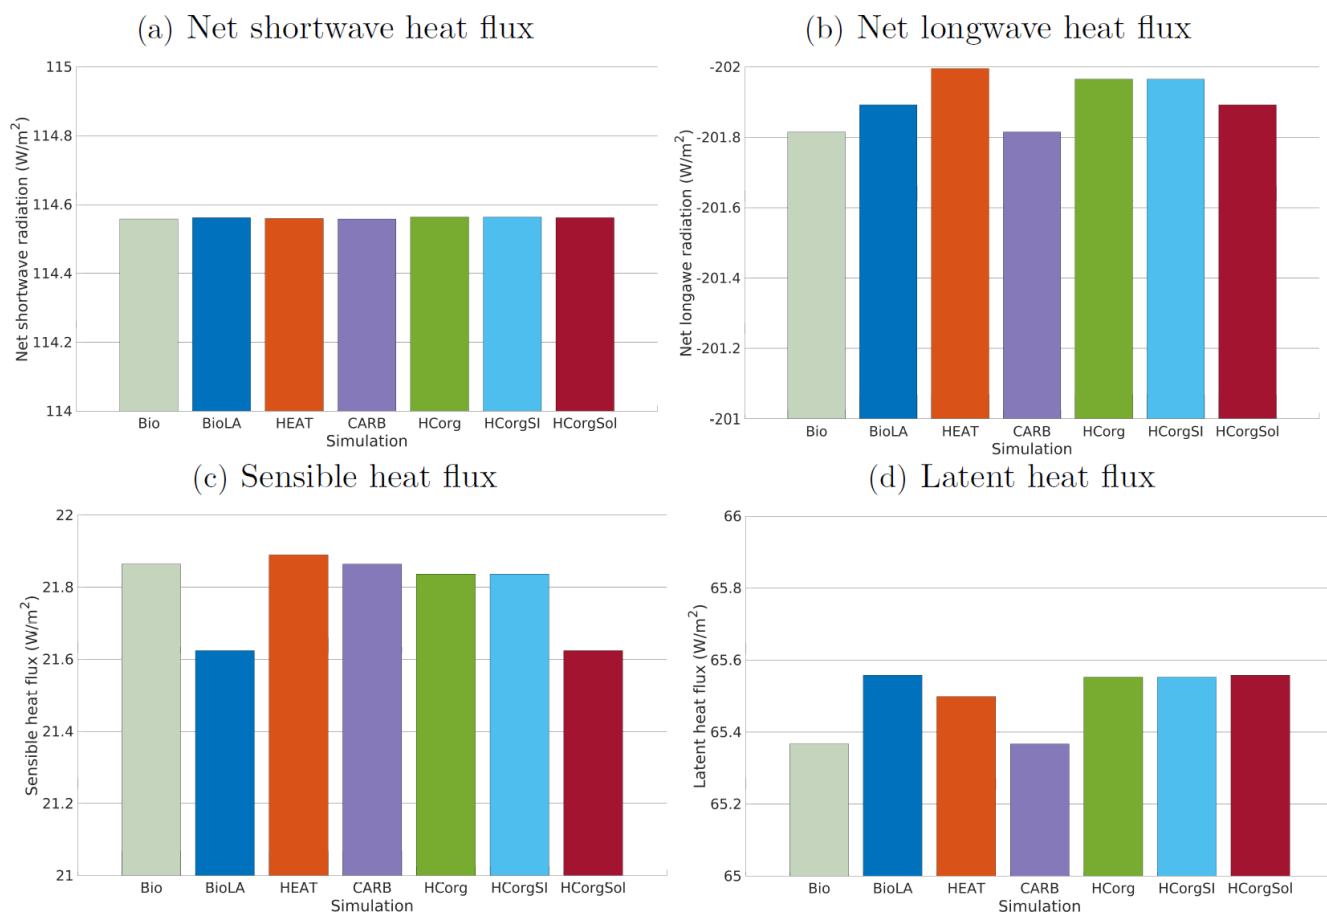 (a) Net shortwave heat flux
115
114.8
114.6
114.4
114.2
114
Net shortwave radiation (W/m²)
Bio BioLA HEAT CARB HCorg HCorgSI HCorgSol
Simulation
(b) Net longwave heat flux
-202
-201.8
-201.6
-201.4
-201.2
-201
Net longawe radiation (W/m²)
Bio BioLA HEAT CARB HCorg HCorgSI HCorgSol
Simulation
(c) Sensible heat flux
22
21.8
21.6
21.4
21.2
21
Sensible heat flux (W/m²)
Bio BioLA HEAT CARB HCorg HCorgSI HCorgSol
Simulation
(d) Latent heat flux
66
65.8
65.6
65.4
65.2
65
Latent heat flux (W/m²)
Bio BioLA HEAT CARB HCorg HCorgSI HCorgSol
Simulation